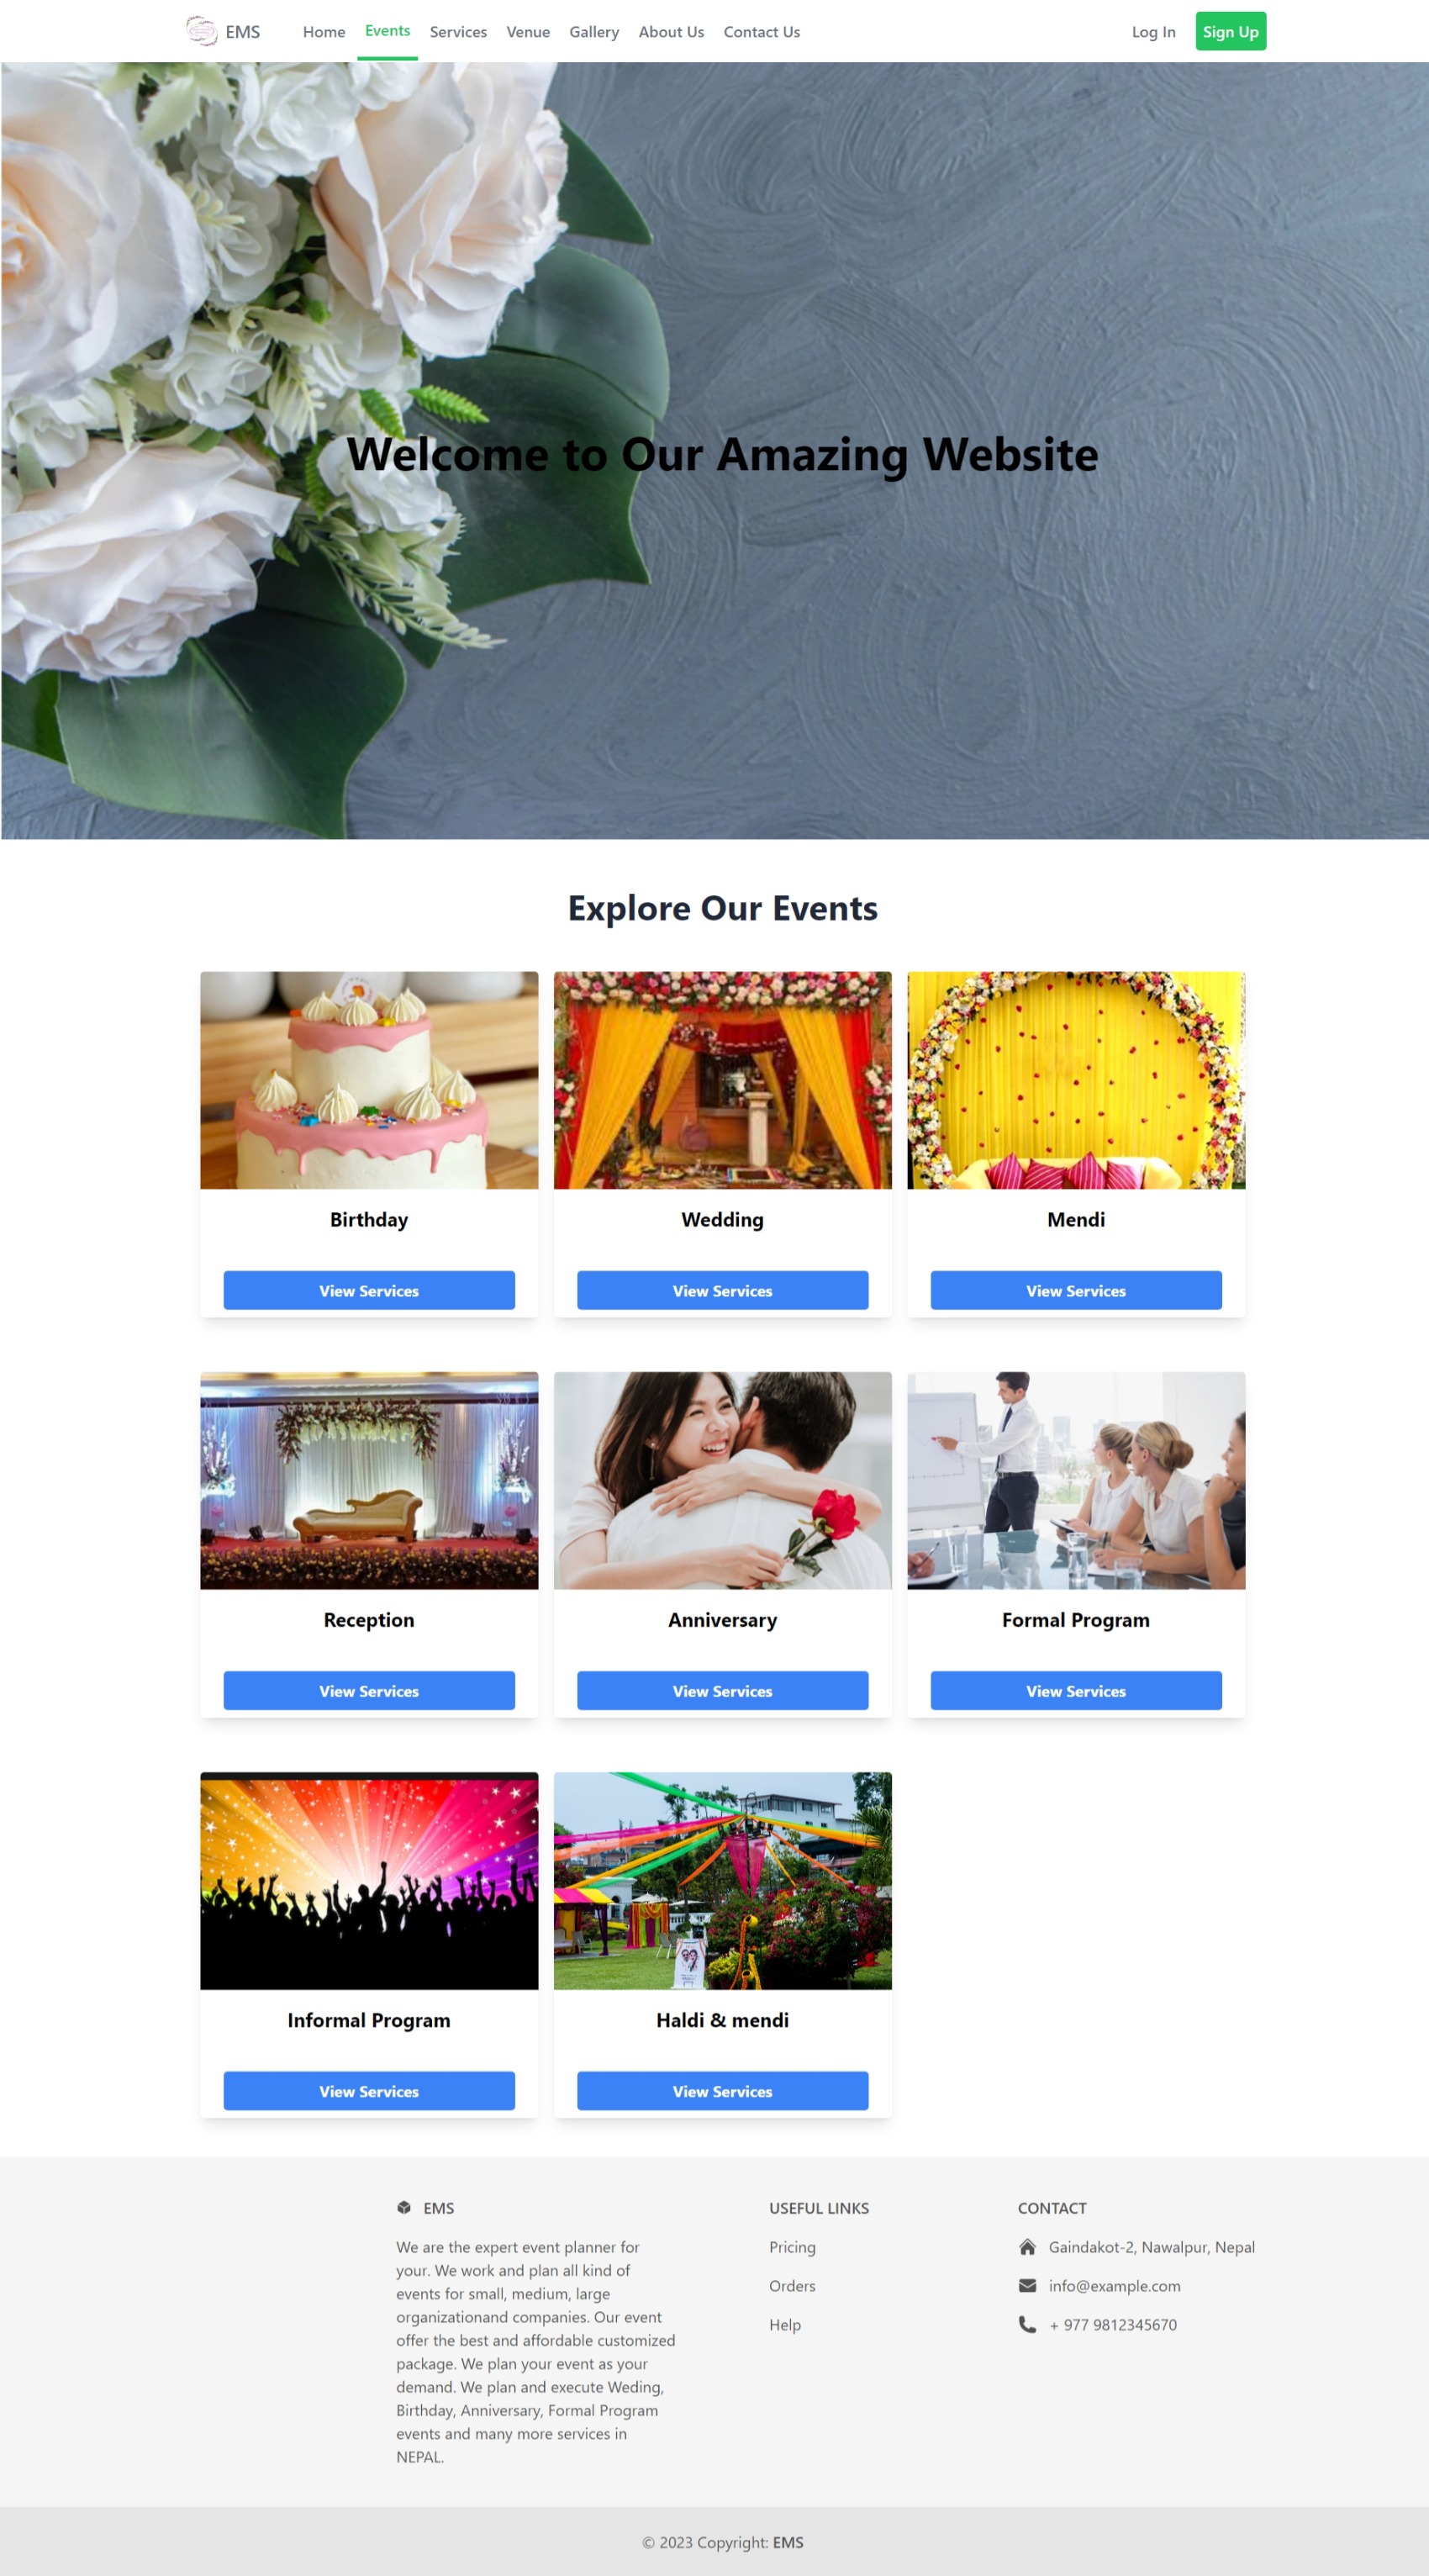 EMS Home Events Services Venue Gallery About Us Contact Us Log In Sign Up
Welcome to Our Amazing Website
Explore Our Events
Birthday
View Services
Wedding
View Services
Mendi
View Services
Reception
View Services
Anniversary
View Services
Formal Program
View Services
Informal Program
View Services
Haldi & mendi
View Services
EMS
We are the expert event planner for
your. We work and plan all kind of
events for small, medium, large
organizationand companies. Our event
offer the best and affordable customized
package. We plan your event as your
demand. We plan and execute Weding,
Birthday, Anniversary, Formal Program
events and many more services in
NEPAL.
USEFUL LINKS
Pricing
Orders
Help
CONTACT
Gaindakot-2, Nawalpur, Nepal
info@example.com
+ 977 9812345670
© 2023 Copyright: EMS